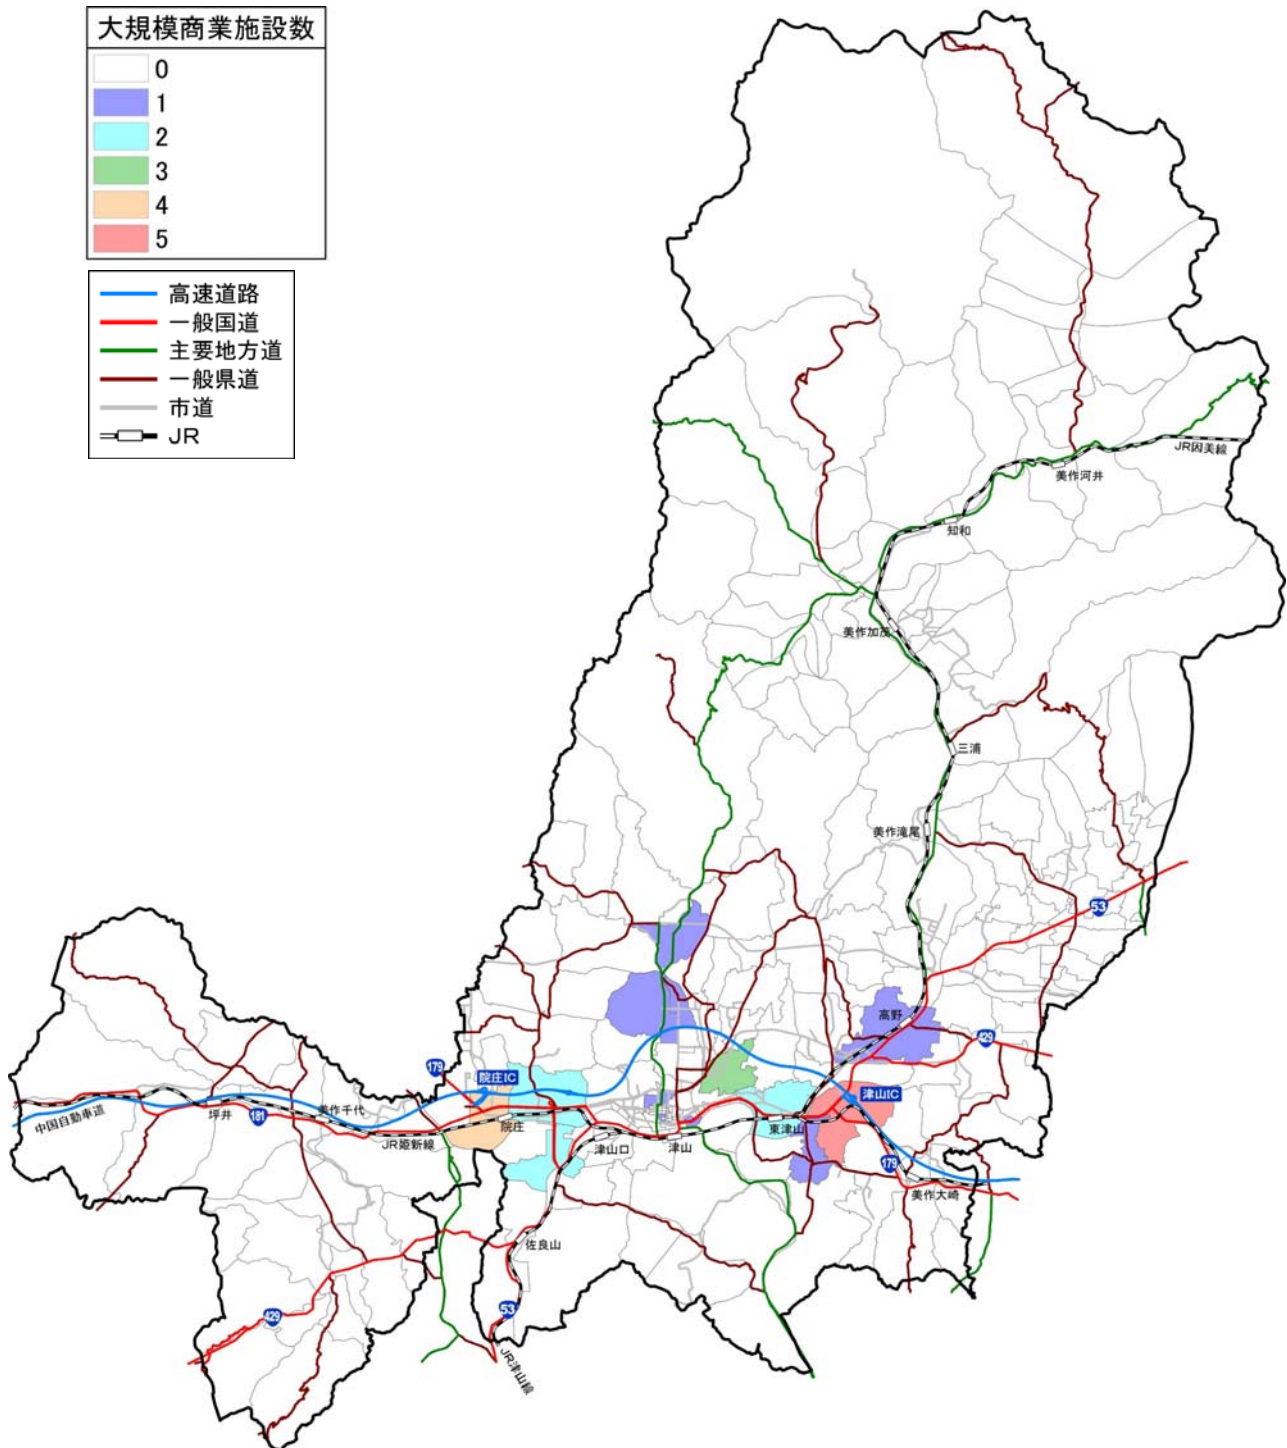 大規模商業施設数
0
1
2
3
4
5
高速道路
一般国道
主要地方道
一般県道
市道
JR
JR因美線
美作河井
知和
美作加茂
三浦
美作滝尾
53
高野
429
179
院庄IC
津山IC
中国自動車道
坪井
181
美作千代
JR姫新線
院庄
津山口
津山
東津山
179
美作大崎
佐良山
429
53
JR津山線